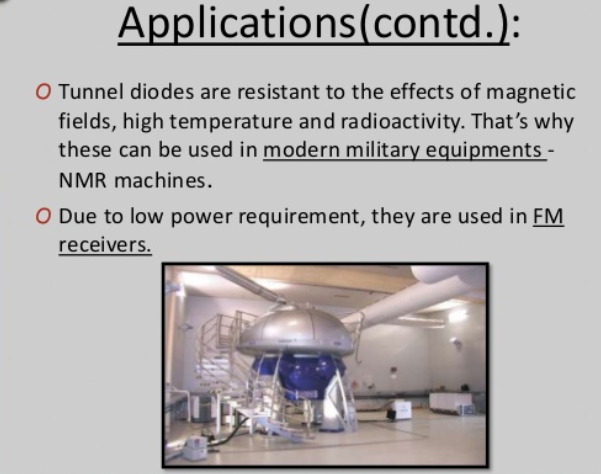 Applications(contd.):
O Tunnel diodes are resistant to the effects of magnetic
fields, high temperature and radioactivity. That's why
these can be used in modern military equipments -
NMR machines.
O Due to low power requirement, they are used in FM
receivers.